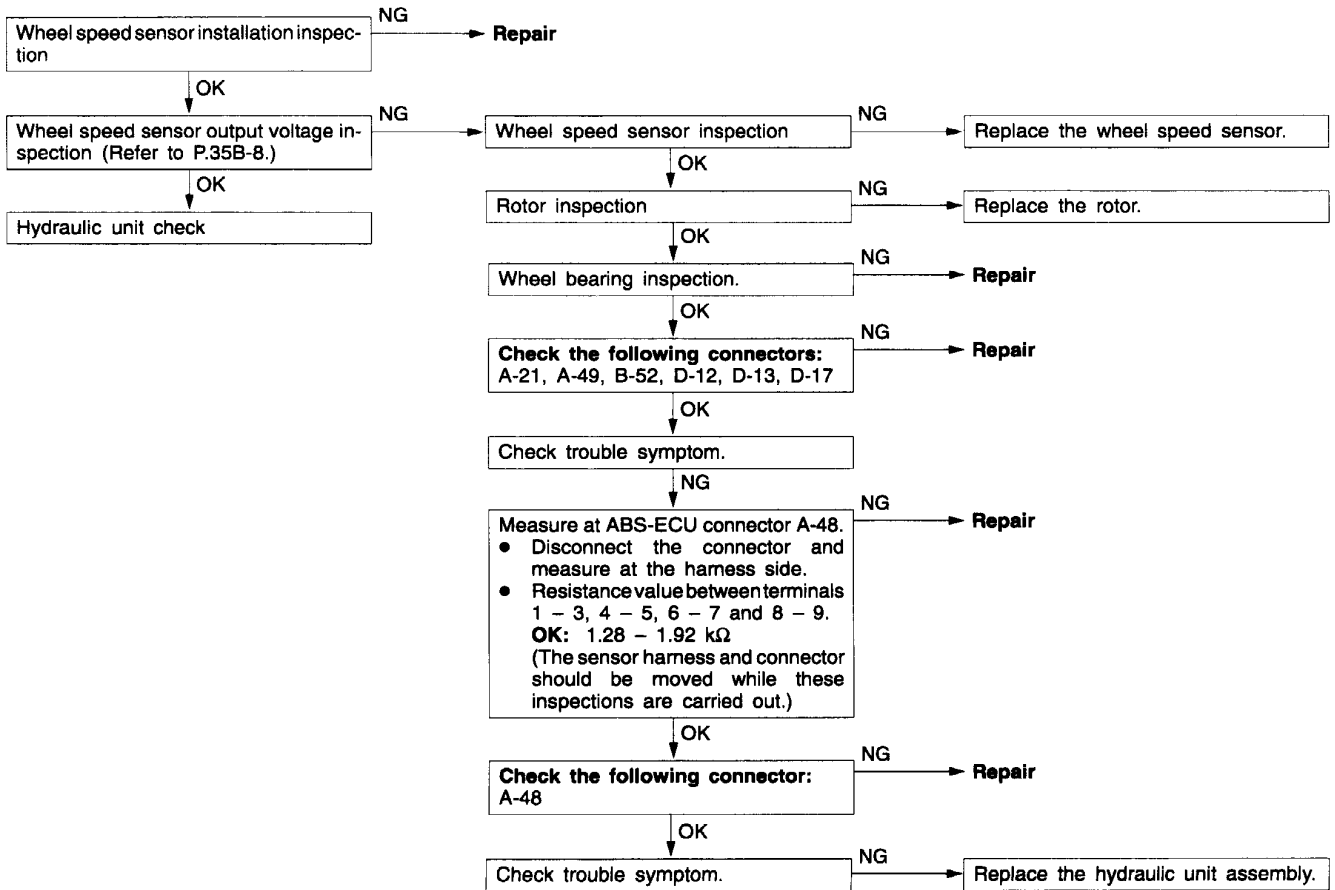 NG
Wheel speed sensor installation inspec-
tion
Repair
OK
NG
Wheel speed sensor output voltage in-
spection (Refer to P.35B-8.)
Wheel speed sensor inspection
NG
Replace the wheel speed sensor.
OK
Hydraulic unit check
OK
Rotor inspection
NG
Replace the rotor.
OK
Wheel bearing inspection.
NG
Repair
OK
Check the following connectors:
A-21, A-49, B-52, D-12, D-13, D-17
NG
Repair
OK
Check trouble symptom.
NG
Measure at ABS-ECU connector A-48.
● Disconnect the connector and
measure at the harness side.
● Resistance value between terminals
1 – 3, 4 – 5, 6 – 7 and 8 – 9.
OK: 1.28 – 1.92 kΩ
(The sensor harness and connector
should be moved while these
inspections are carried out.)
NG
Repair
OK
Check the following connector:
A-48
NG
Repair
OK
Check trouble symptom.
NG
Replace the hydraulic unit assembly.